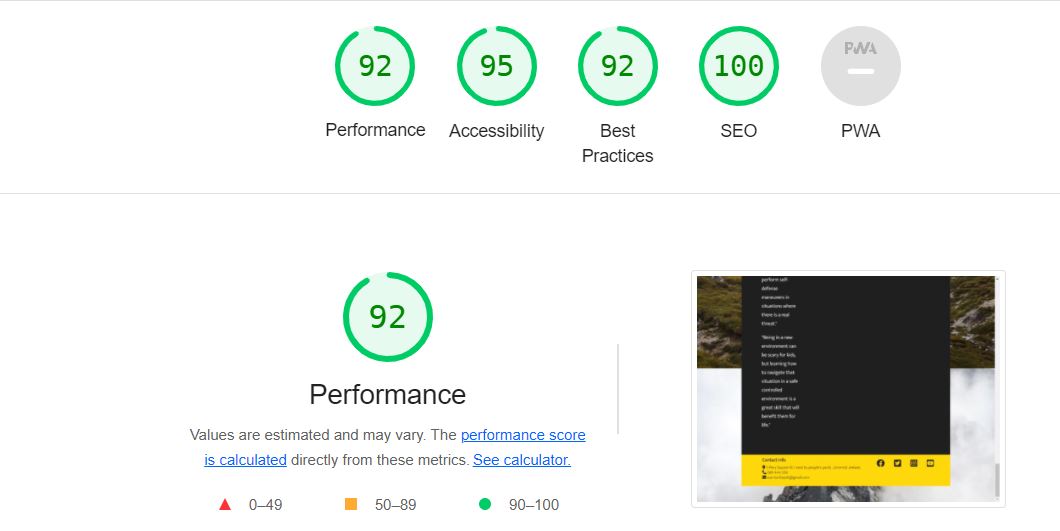 92
95
92
100
PWA
Performance
Accessibility
Best
Practices
SEO
PWA
92
Performance
Values are estimated and may vary. The performance score
is calculated directly from these metrics. See calculator.
0–49
50–89
90–100
perform self-
defense
maneuvers in
situations where
there is a real
threat."
"Being in a new
environment can
be scary for kids,
but learning how
to navigate that
situation in a safe
controlled
environment is a
great skill that will
benefit them for
life."
Contact info